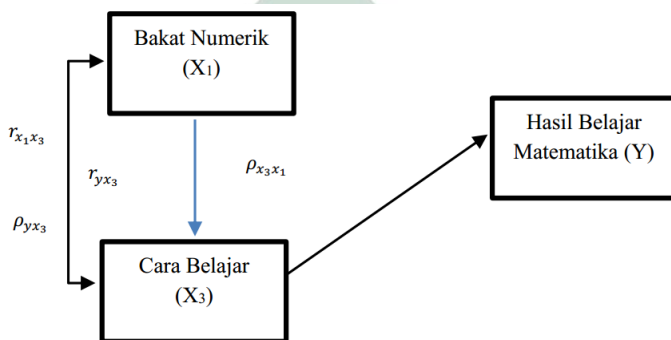 Bakat Numerik
(X₁)
r_{x₁x₃}
r_{yx₃}
ρ_{x₃x₁}
ρ_{yx₃}
Hasil Belajar
Matematika (Y)
Cara Belajar
(X₃)